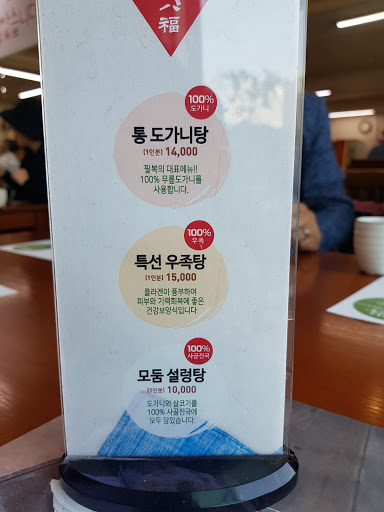 福
100%
도가니
통 도가니탕
(1인분) 14,000
필복의 대표메뉴!!
100% 무릎도가니를
사용합니다.
100%
우족
특선 우족탕
(1인분) 15,000
콜라겐이 풍부하여
피부와 기력회복에 좋은
건강보양식입니다
100%
사골진국
모둠 설렁탕
(1인분) 10,000
도가니와 살코기를
100% 사골진국에
모두 담았습니다.